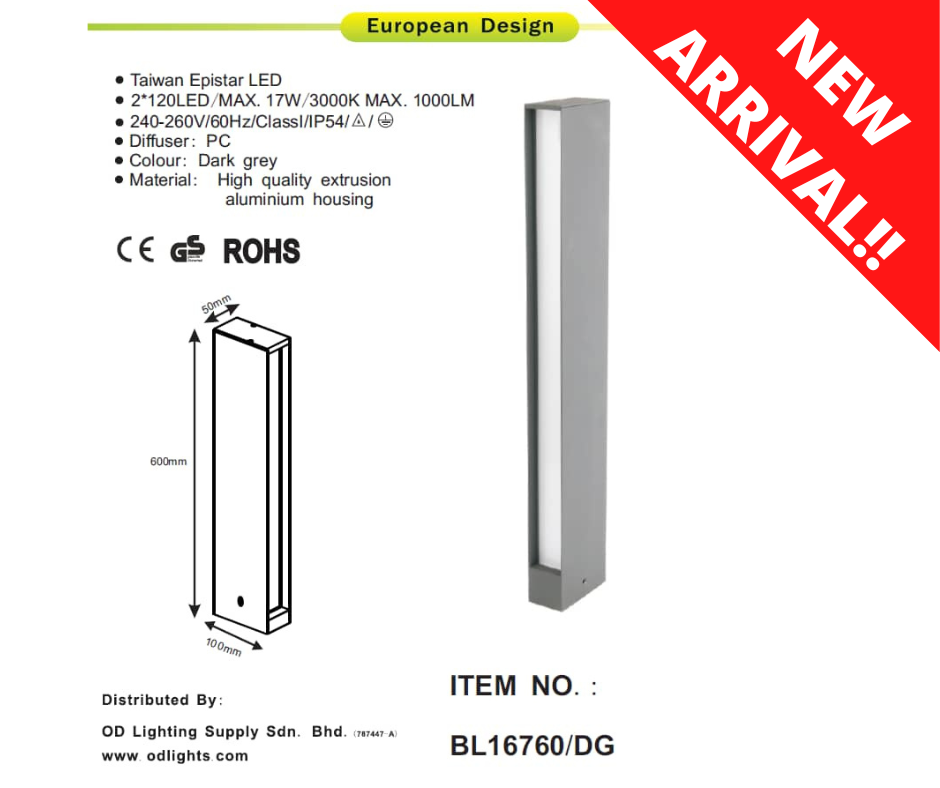 European Design
NEW
ARRIVAL!!
Taiwan Epistar LED
2*120LED/MAX. 17W/3000K MAX. 1000LM
240-260V/60Hz/ClassI/IP54/ /
Diffuser: PC
Colour: Dark grey
Material: High quality extrusion
aluminium housing
CE GS ROHS
50mm
600mm
100mm
Distributed By:
OD Lighting Supply Sdn. Bhd. (787447-A)
www.odlights.com
ITEM NO. :
BL16760/DG